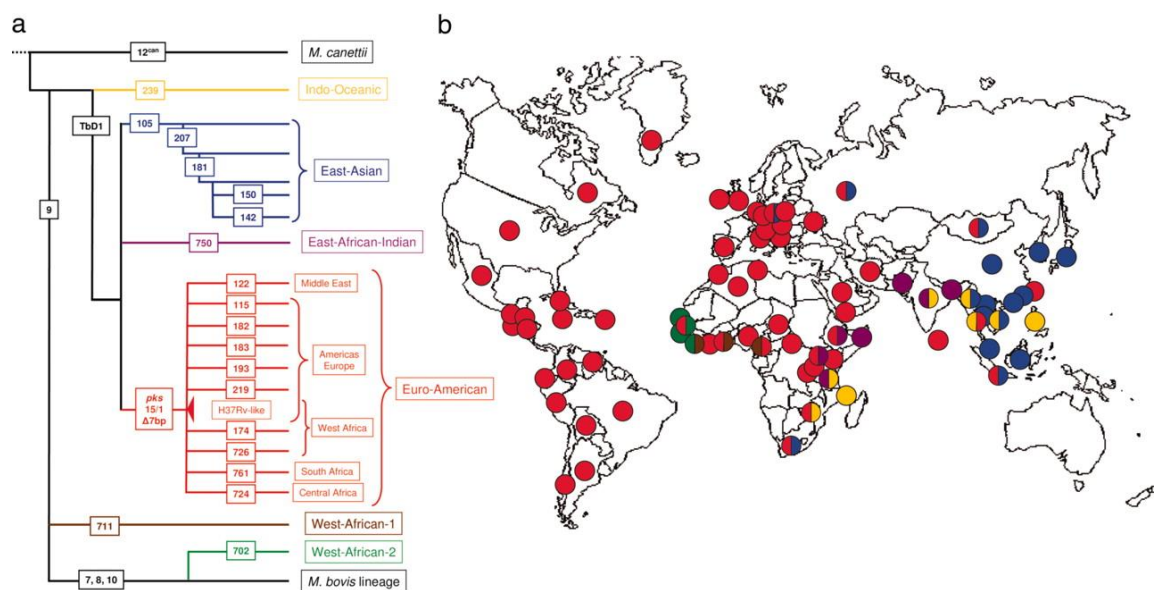 a
b
12can
M. canettii
239
Indo-Oceanic
TbD1
105
207
181
150
142
East-Asian
9
750
East-African-Indian
122
Middle East
115
182
183
193
219
Americas
Europe
H37Rv-like
pks
15/1
Δ7bp
Euro-American
174
726
West Africa
761
South Africa
724
Central Africa
711
West-African-1
702
West-African-2
7, 8, 10
M. bovis lineage